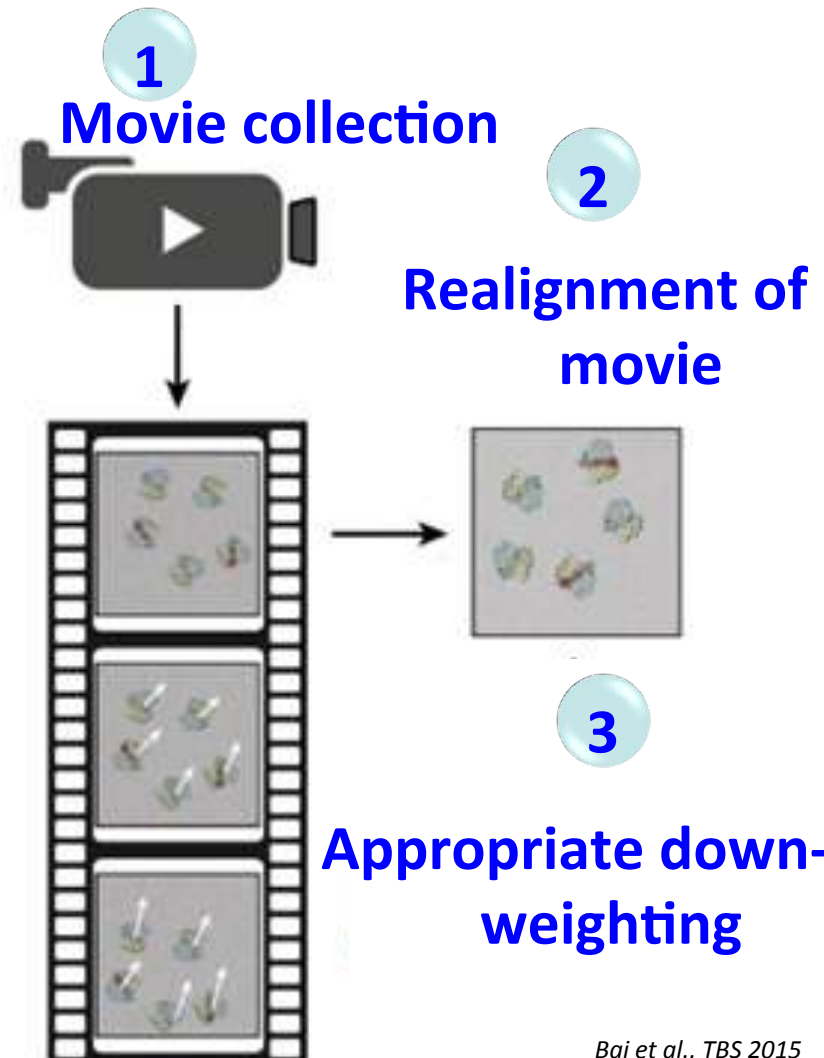 1
Movie collection
2
Realignment of
movie
3
Appropriate down-
weighting
Bai et al., TBS 2015